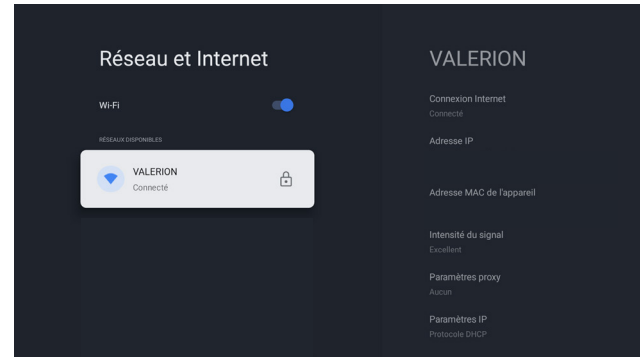 Réseau et Internet
Wi-Fi
RÉSEAUX DISPONIBLES
VALERION
Connecté
VALERION
Connexion Internet
Connecté
Adresse IP
Adresse MAC de l'appareil
Intensité du signal
Excellent
Paramètres proxy
Aucun
Paramètres IP
Protocole DHCP